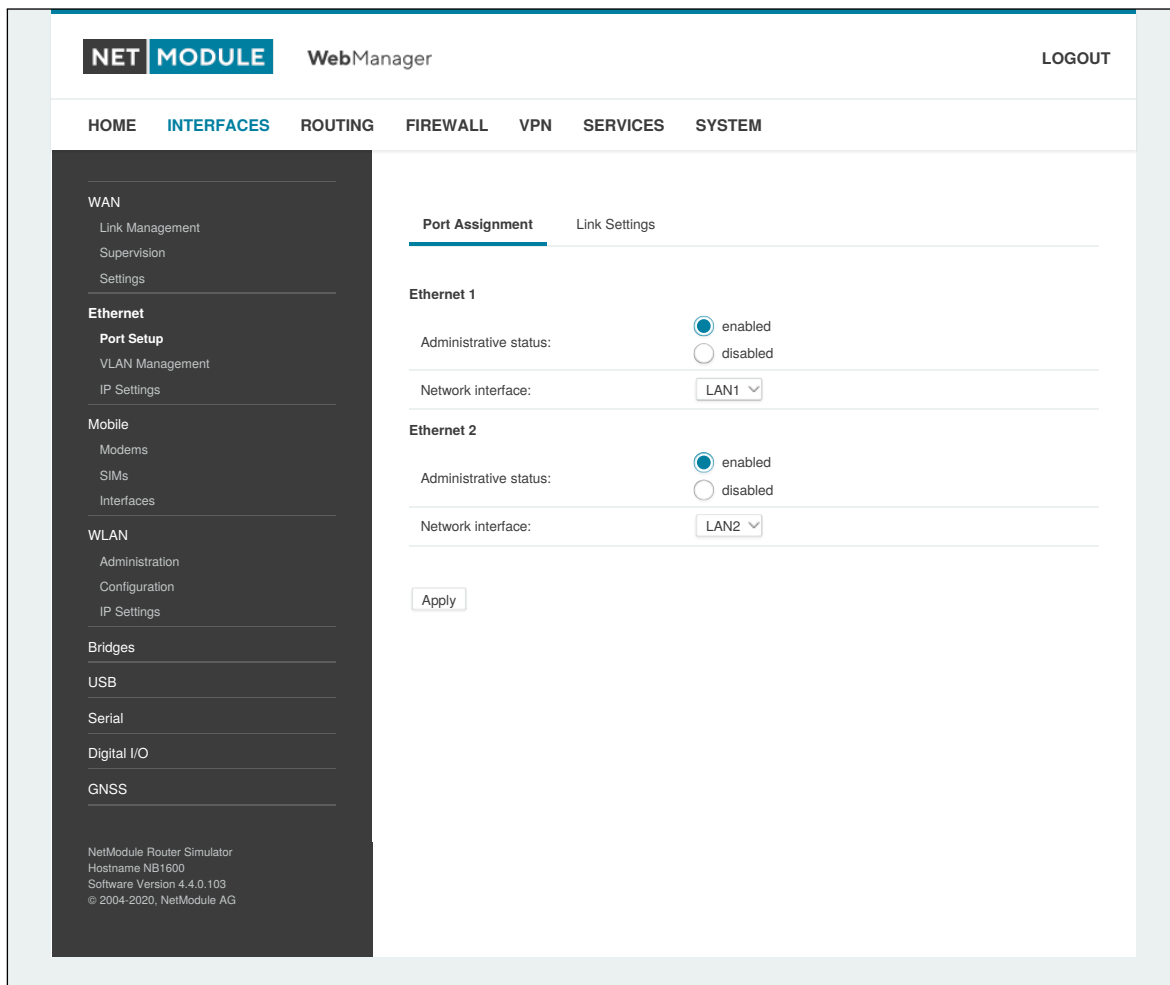 NET MODULE WebManager LOGOUT
HOME INTERFACES ROUTING FIREWALL VPN SERVICES SYSTEM
WAN
Link Management
Supervision
Settings
Ethernet
Port Setup
VLAN Management
IP Settings
Mobile
Modems
SIMs
Interfaces
WLAN
Administration
Configuration
IP Settings
Bridges
USB
Serial
Digital I/O
GNSS
NetModule Router Simulator
Hostname NB1600
Software Version 4.4.0.103
© 2004-2020, NetModule AG
Port Assignment Link Settings
Ethernet 1
Administrative status:
enabled
disabled
Network interface: LAN1
Ethernet 2
Administrative status:
enabled
disabled
Network interface: LAN2
Apply